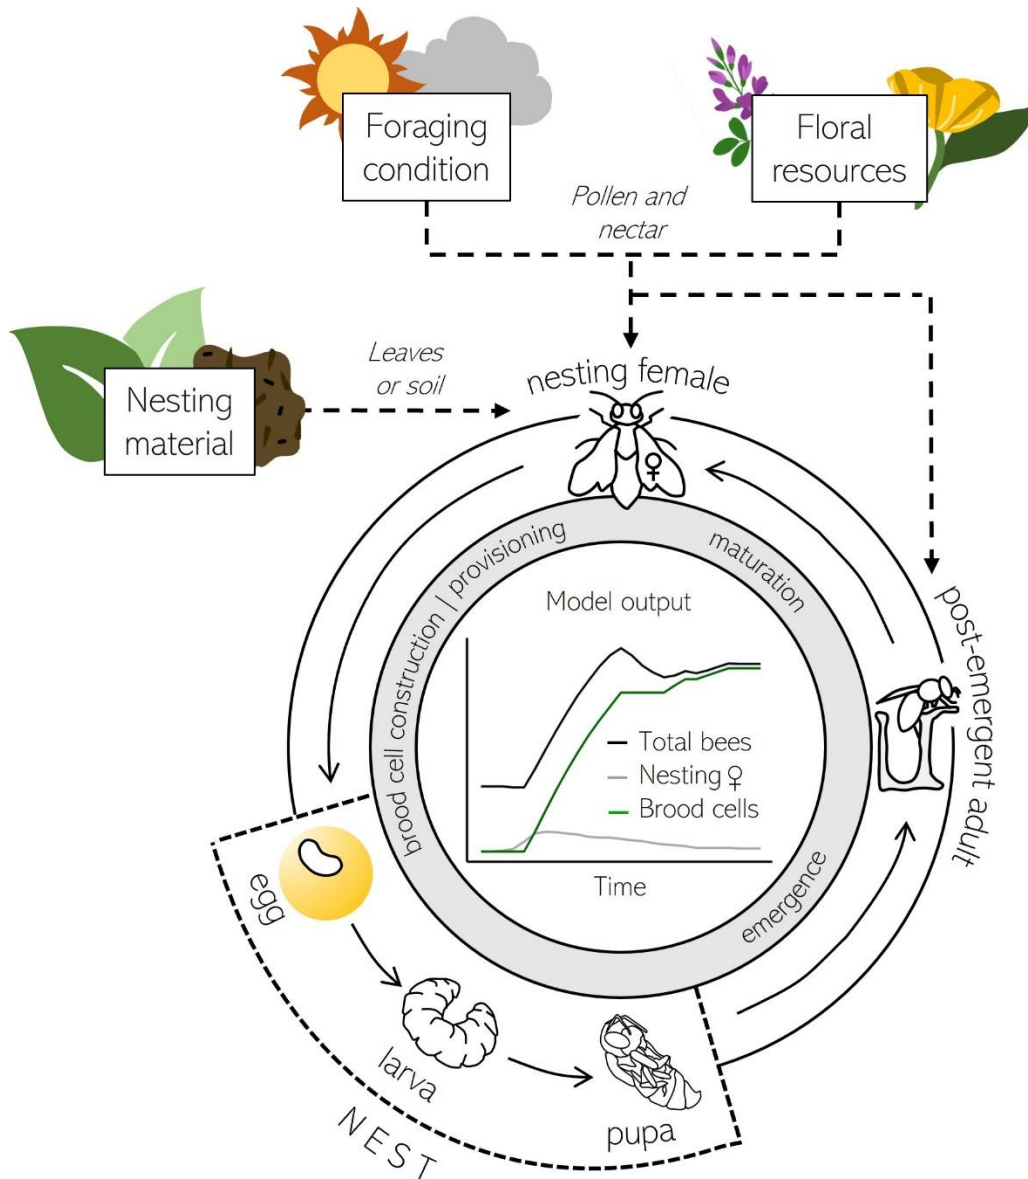 Foraging
condition
Floral
resources
Pollen and
nectar
Nesting
material
Leaves
or soil
nesting female
♀
brood cell construction | provisioning
maturation
post-emergent adult
emergence
Model output
Total bees
Nesting ♀
Brood cells
Time
egg
larva
pupa
NEST